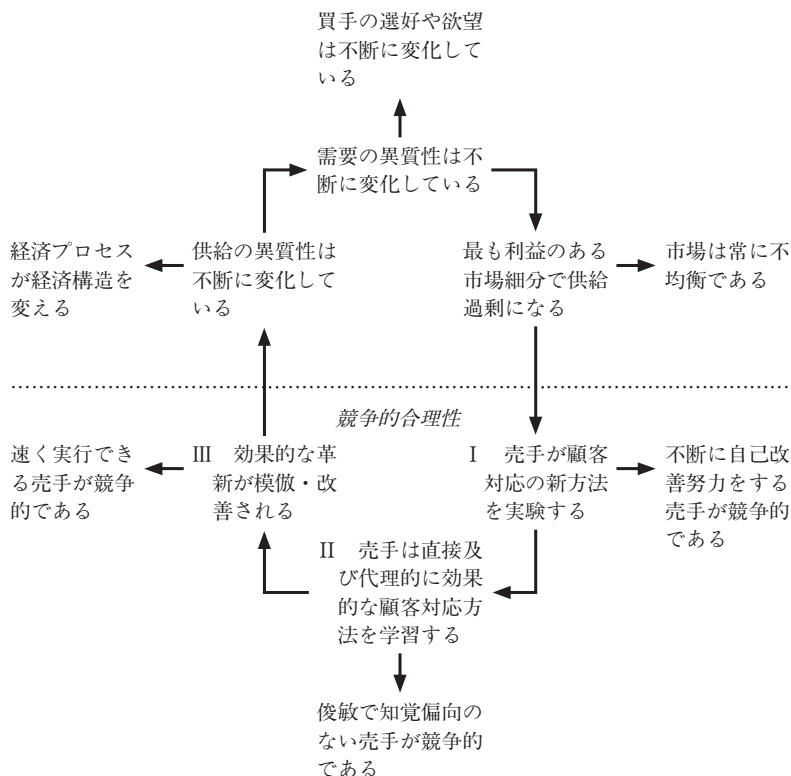 買手の選好や欲望
は不断に変化して
いる
需要の異質性は不
断に変化している
経済プロセス
が経済構造を
変える
供給の異質性は
不断に変化して
いる
最も利益のある
市場細分で供給
過剰になる
市場は常に不
均衡である
競争的合理性
速く実行でき
る売手が競争
的である
Ⅲ 効果的な革
新が模倣・改
善される
Ⅰ 売手が顧客
対応の新方法
を実験する
不断に自己改
善努力をする
売手が競争的
である
Ⅱ 売手は直接及
び代理的に効果
的な顧客対応方
法を学習する
俊敏で知覚偏向の
ない売手が競争的
である